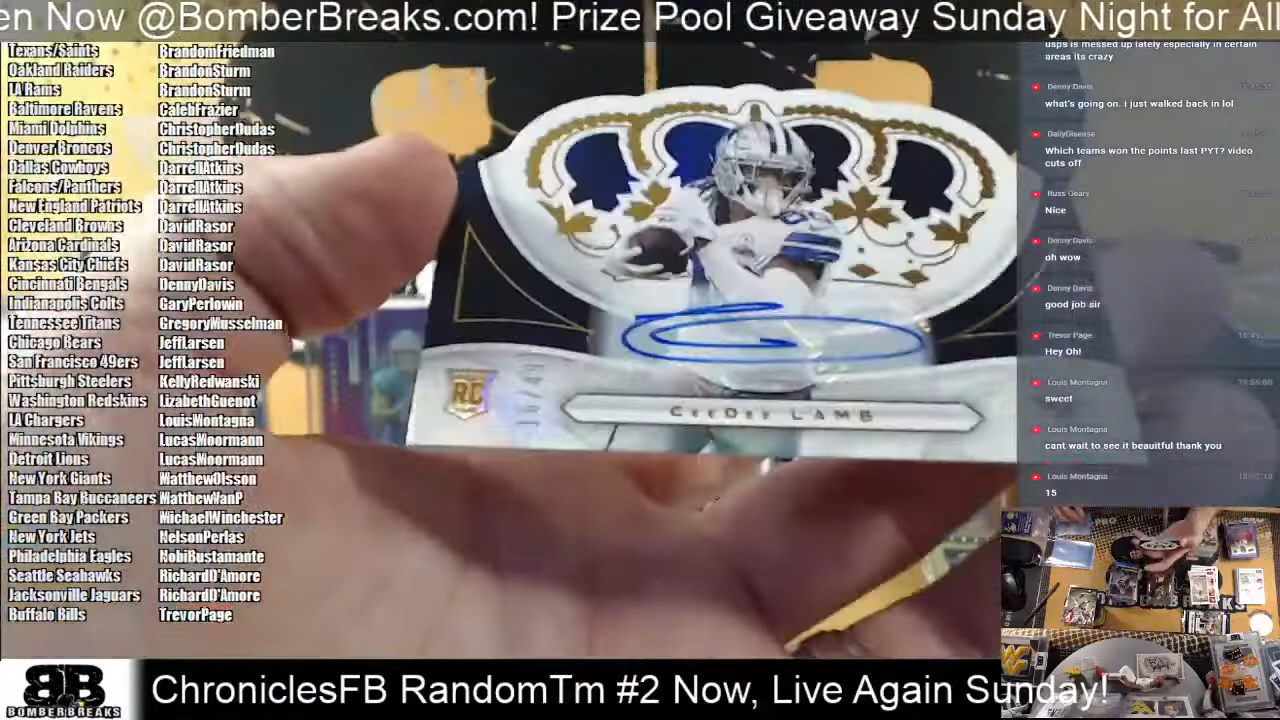 en Now @BomberBreaks.com! Prize Pool Giveaway Sunday Night for All
Texans/Saints BrandomFriedman
Oakland Raiders BrandonSturm
LA Rams BrandonSturm
Baltimore Ravens CalebFrazier
Miami Dolphins ChristopherDudas
Denver Broncos ChristopherDudas
Dallas Cowboys DarrellAtkins
Falcons/Panthers DarrellAtkins
New England Patriots DarrellAtkins
Cleveland Browns DavidRasor
Arizona Cardinals DavidRasor
Kansas City Chiefs DavidRasor
Cincinnati Bengals DennyDavis
Indianapolis Colts GaryPerlowin
Tennessee Titans GregoryMusselman
Chicago Bears JeffLarsen
San Francisco 49ers JeffLarsen
Pittsburgh Steelers KellyRedwanski
Washington Redskins LizabethGuenot
LA Chargers LouisMontagna
Minnesota Vikings LucasMoormann
Detroit Lions LucasMoormann
New York Giants MatthewOlsson
Tampa Bay Buccaneers MatthewVanP
Green Bay Packers MichaelWinchester
New York Jets NelsonPerlas
Philadelphia Eagles NobiBustamante
Seattle Seahawks RichardD'Amore
Jacksonville Jaguars RichardD'Amore
Buffalo Bills TrevorPage
RC
CeeDee Lamb
usps is messed up lately especially in certain
areas its crazy
Denny Davis
what's going on. i just walked back in lol
DailyDisease
Which teams won the points last PYT? video
cuts off
Russ Geary
Nice
Denny Davis
oh wow
Denny Davis
good job sir
Trevor Page
Hey Oh!
Louis Montagna
sweet
Louis Montagna
cant wait to see it beauitful thank you
Louis Montagna
15
BB
BOMBERBREAKS
ChroniclesFB RandomTm #2 Now, Live Again Sunday!